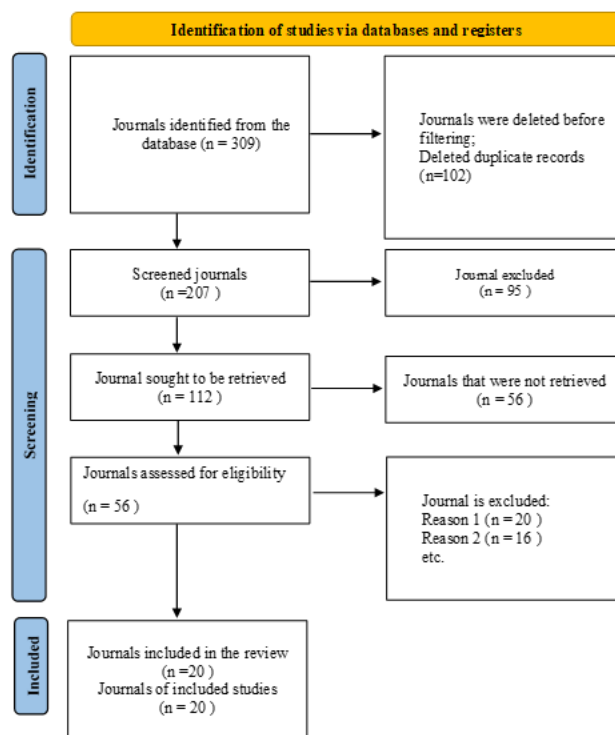 Identification of studies via databases and registers
Identification
Journals identified from the
database (n = 309)
Journals were deleted before
filtering;
Deleted duplicate records
(n=102)
Screening
Screened journals
(n =207 )
Journal excluded
(n = 95 )
Journal sought to be retrieved
(n = 112 )
Journals that were not retrieved
(n = 56 )
Journals assessed for eligibility
(n = 56 )
Journal is excluded:
Reason 1 (n = 20 )
Reason 2 (n = 16 )
etc.
Included
Journals included in the review
(n =20 )
Journals of included studies
(n = 20 )